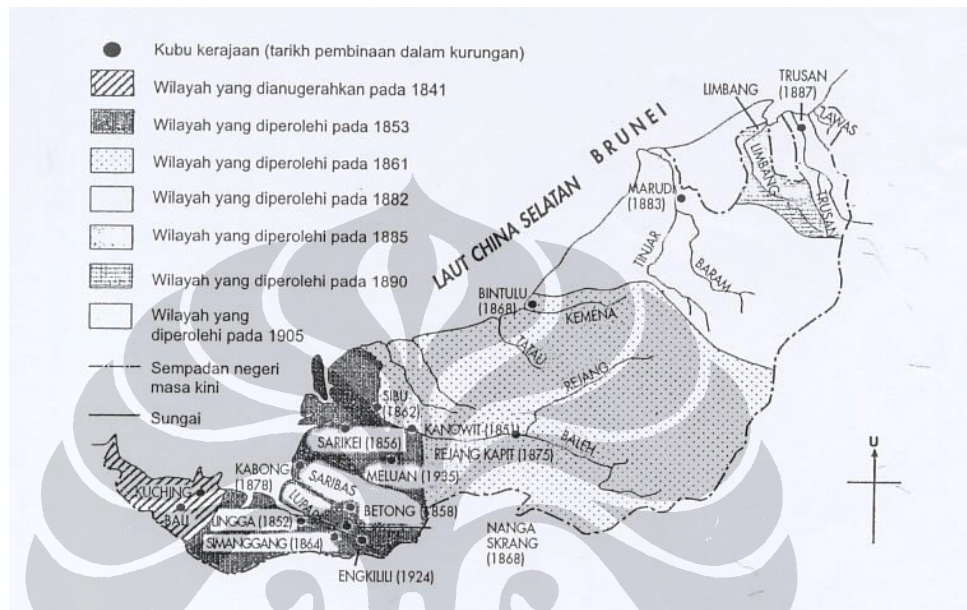 Kubu kerajaan (tarikh pembinaan dalam kurungan)
Wilayah yang dianugerahkan pada 1841
Wilayah yang diperolehi pada 1853
Wilayah yang diperolehi pada 1861
Wilayah yang diperolehi pada 1882
Wilayah yang diperolehi pada 1885
Wilayah yang diperolehi pada 1890
Wilayah yang
diperolehi pada 1905
Sempadan negeri
masa kini
Sungai
LAUT CHINA SELATAN
BRUNEI
LIMBANG
TRUSAN
(1887)
LAWAS
LIMBANG
TRUSAN
MARUDI
(1883)
TINJAR
BARAM
BINTULU
(1868)
KEMENA
TATAU
REJANG
SIBU
(1862)
KANOWIT (1851)
SARIKEI (1856)
BALEH
REJANG KAPIT (1875)
MELUAN (1935)
KABONG
(1878)
SARIBAS
KUCHING
LUPAR
BETONG (1858)
BAU
LINGGA (1852)
SIMANGGANG (1864)
NANGA
SKRANG
(1868)
ENGKILILI (1924)
U